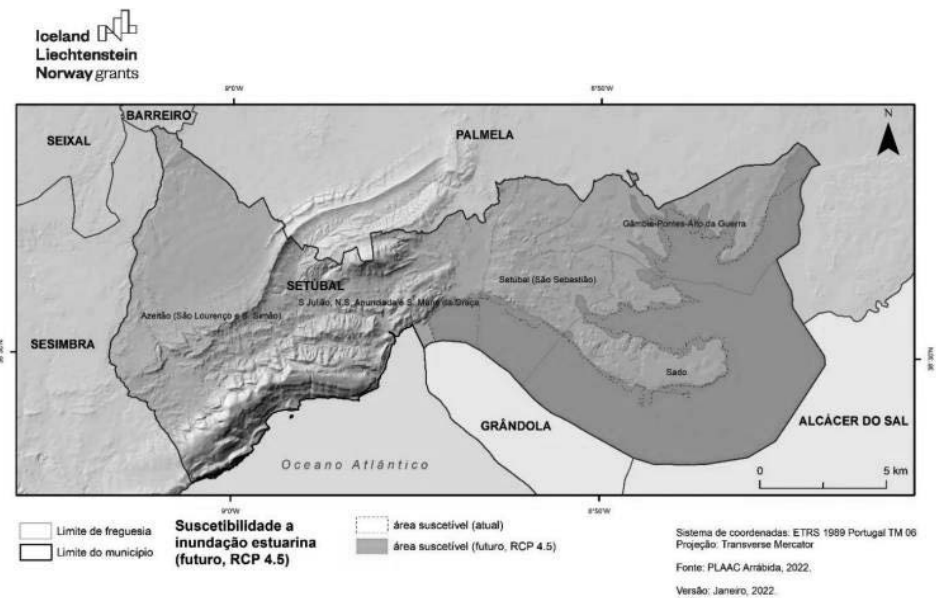 Iceland
Liechtenstein
Norway grants
9°0'W
8°50'W
BARREIRO
SEIXAL
PALMELA
N
Gâmbia-Pontes-Alto da Guerra
SETÚBAL
Setúbal (São Sebastião)
S. Julião, N.S. Anunciada e S. Maria da Graça
Azeitão (São Lourenço e S. Simão)
SESIMBRA
38°30'N
38°30'N
Sado
GRÂNDOLA
ALCÁCER DO SAL
Oceano Atlântico
0 5 km
9°0'W
8°50'W
Limite de freguesia
Limite do município
Suscetibilidade a
inundação estuarina
(futuro, RCP 4.5)
área suscetível (atual)
área suscetível (futuro, RCP 4.5)
Sistema de coordenadas: ETRS 1989 Portugal TM 06
Projeção: Transverse Mercator
Fonte: PLAAC Arrábida, 2022.
Versão: Janeiro, 2022.